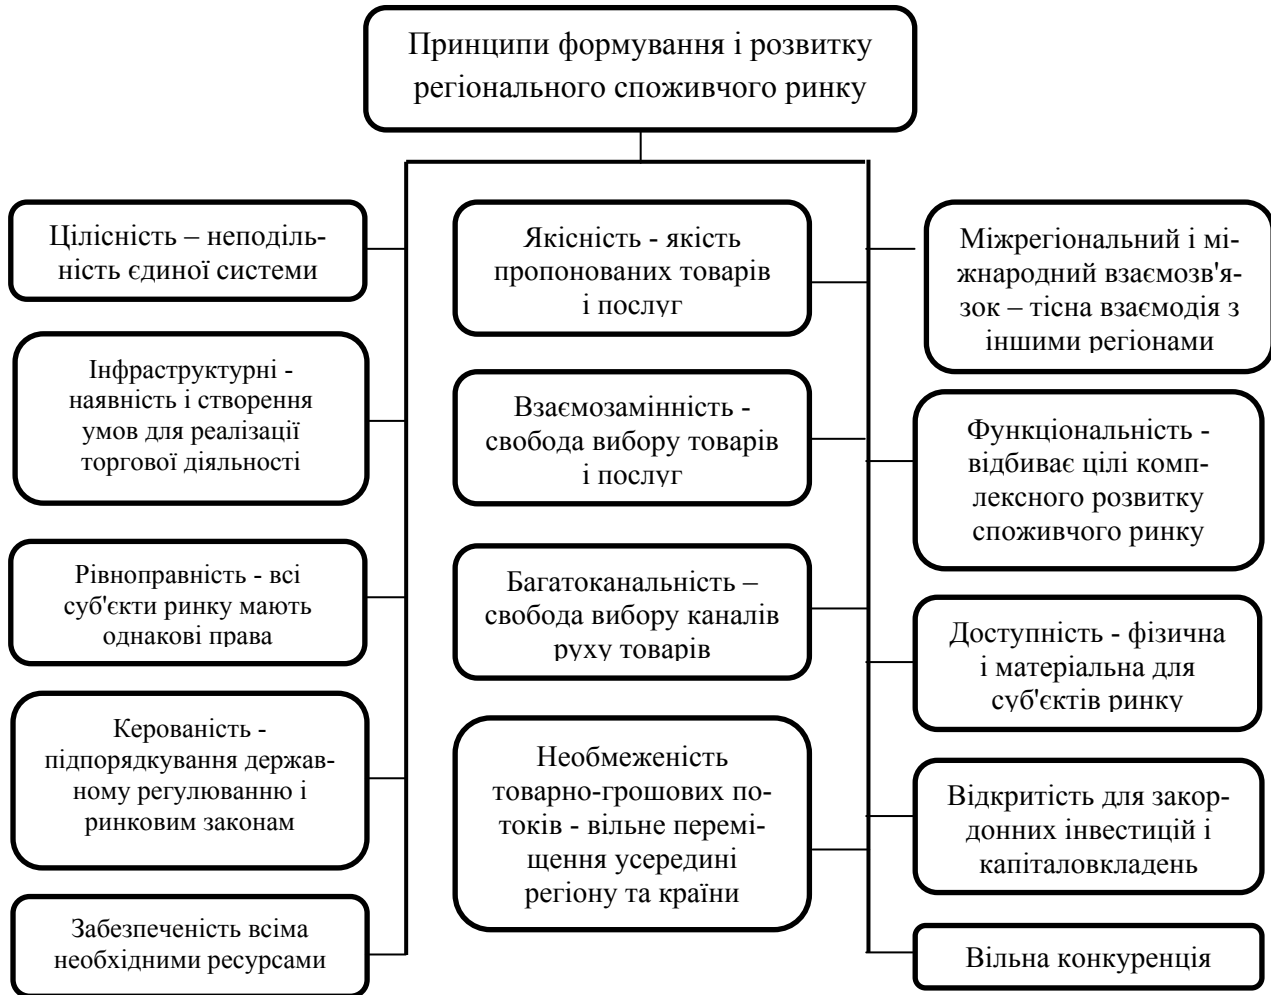 Принципи формування і розвитку
регіонального споживчого ринку
Цілісність – неподіль-
ність єдиної системи
Інфраструктурні -
наявність і створення
умов для реалізації
торгової діяльності
Рівноправність - всі
суб'єкти ринку мають
однакові права
Керованість -
підпорядкування держав-
ному регулюванню і
ринковим законам
Забезпеченість всіма
необхідними ресурсами
Якісність - якість
пропонованих товарів
і послуг
Взаємозамінність -
свобода вибору товарів
і послуг
Багатоканальність –
свобода вибору каналів
руху товарів
Необмеженість
товарно-грошових по-
токів - вільне перемі-
щення усередині
регіону та країни
Міжрегіональний і мі-
жнародний взаємозв'я-
зок – тісна взаємодія з
іншими регіонами
Функціональність -
відбиває цілі комп-
лексного розвитку
споживчого ринку
Доступність - фізична
і матеріальна для
суб'єктів ринку
Відкритість для закор-
донних інвестицій і
капіталовкладень
Вільна конкуренція